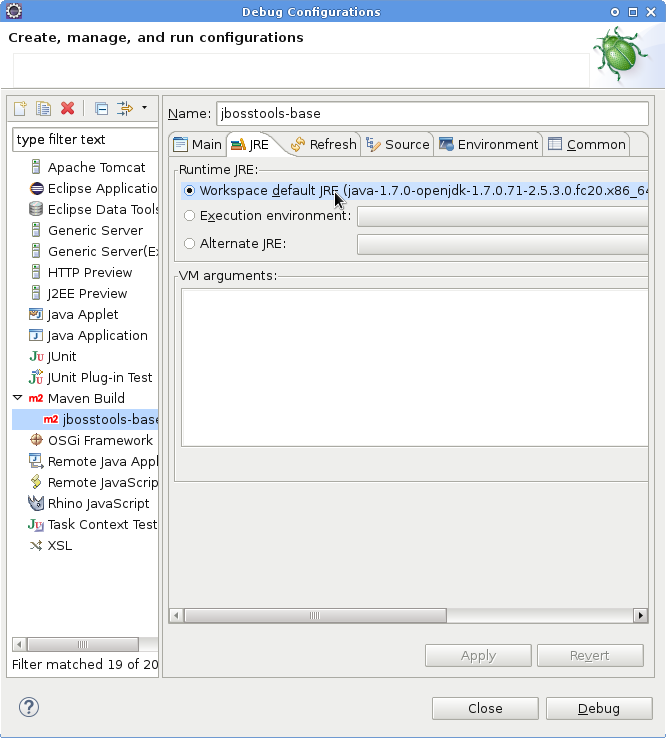 Debug Configurations
Create, manage, and run configurations
type filter text
Apache Tomcat
Eclipse Applicatio
Eclipse Data Tools
Generic Server
Generic Server(Ex
HTTP Preview
J2EE Preview
Java Applet
Java Application
JUnit
JUnit Plug-in Test
Maven Build
jbosstools-base
OSGi Framework
Remote Java Appl
Remote JavaScrip
Rhino JavaScript
Task Context Test
XSL
Filter matched 19 of 20
Name: jbosstools-base
Main JRE Refresh Source Environment Common
Runtime JRE:
Workspace default JRE (java-1.7.0-openjdk-1.7.0.71-2.5.3.0.fc20.x86_64
Execution environment:
Alternate JRE:
VM arguments:
Apply Revert
Close Debug